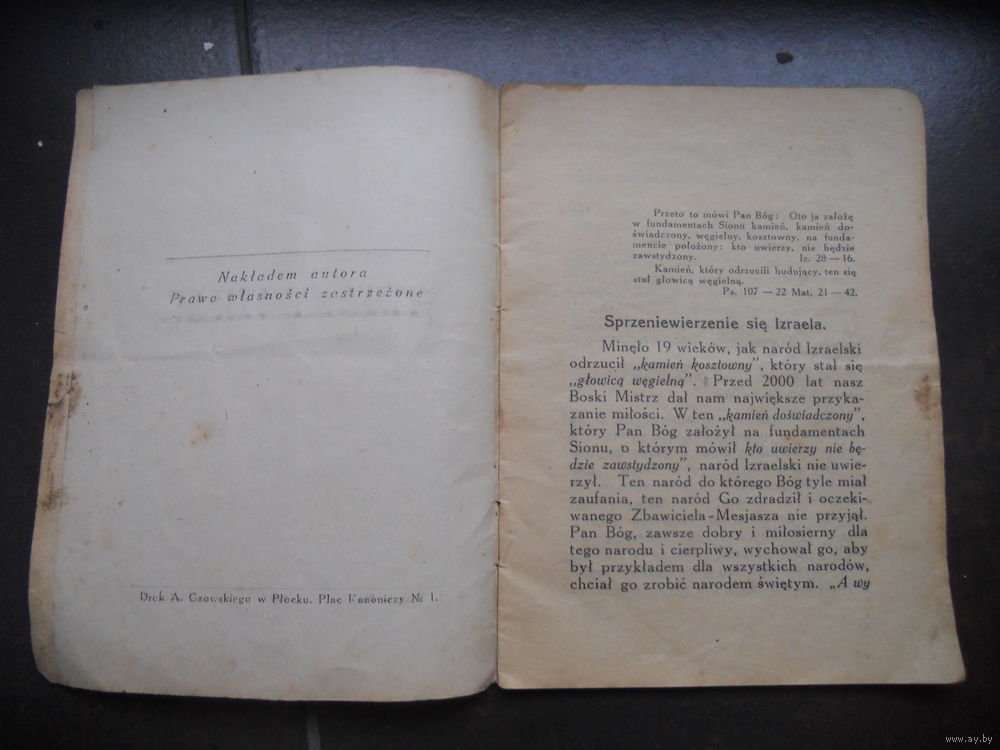 Nakładem autora
Prawo własności zastrzeżone
Druk A. Czowskiego w Płocku. Plac Kanoniczy № 1.
Przeto to mówi Pan Bóg: Oto ja założę
w fundamentach Sionu kamień, kamień do-
świadczony, węgielny, kosztowny, na funda-
mencie położony: kto uwierzy, nie będzie
zawstydzony. Iz. 28 — 16.
Kamień, który odrzucili budujący, ten się
stał głowicą węgielną.
Ps. 107 — 22 Mat. 21 — 42.
Sprzeniewierzenie się Izraela.
Minęło 19 wieków, jak naród Izraelski
odrzucił „kamień kosztowny”, który stał się
„głowicą węgielną”. Przed 2000 lat nasz
Boski Mistrz dał nam największe przyka-
zanie miłości. W ten „kamień doświadczony”,
który Pan Bóg założył na fundamentach
Sionu, o którym mówił kto uwierzy nie bę-
dzie zawstydzony”, naród Izraelski nie uwie-
rzył. Ten naród do którego Bóg tyle miał
zaufania, ten naród Go zdradził i oczeki-
wanego Zbawiciela-Mesjasza nie przyjął.
Pan Bóg, zawsze dobry i miłosierny dla
tego narodu i cierpliwy, wychował go, aby
był przykładem dla wszystkich narodów,
chciał go zrobić narodem świętym. „A wy
www.ay.by